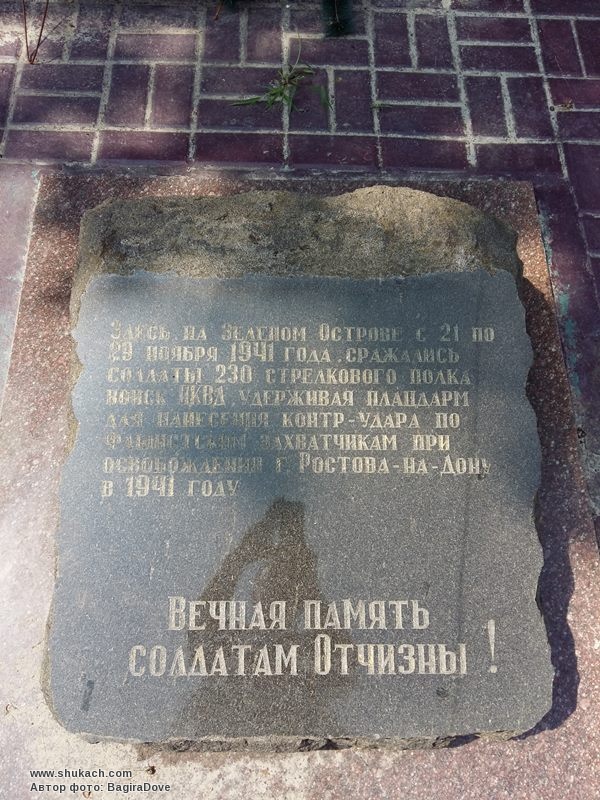 Здесь, на Зеленом Острове с 21 по
29 ноября 1941 года, сражались
солдаты 230 стрелкового полка
войск НКВД, удерживая плацдарм
для нанесения контр-удара по
фашистским захватчикам при
освобождении г. Ростова-на-Дону
в 1941 году
Вечная память
солдатам Отчизны!
www.shukach.com
Автор фото: BagiraDove